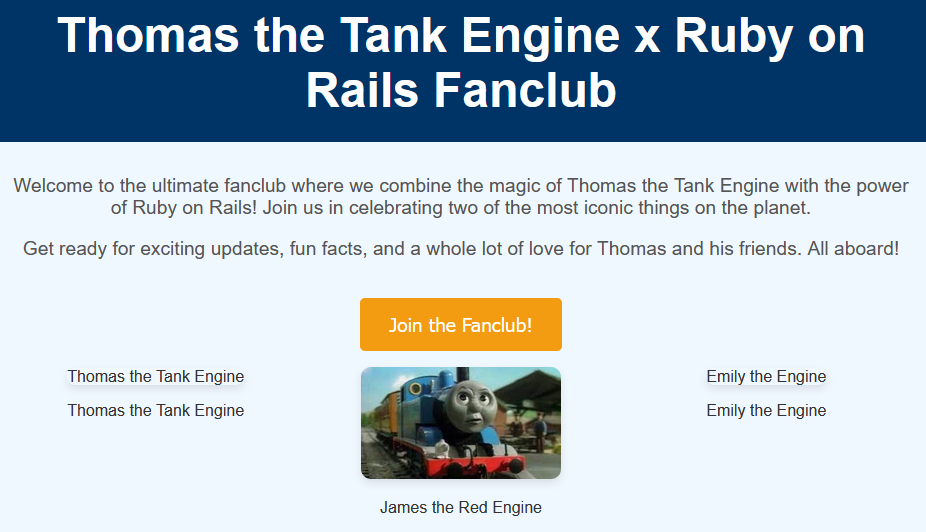 Thomas the Tank Engine x Ruby on
Rails Fanclub
Welcome to the ultimate fanclub where we combine the magic of Thomas the Tank Engine with the power
of Ruby on Rails! Join us in celebrating two of the most iconic things on the planet.
Get ready for exciting updates, fun facts, and a whole lot of love for Thomas and his friends. All aboard!
Join the Fanclub!
Thomas the Tank Engine
Thomas the Tank Engine
James the Red Engine
Emily the Engine
Emily the Engine